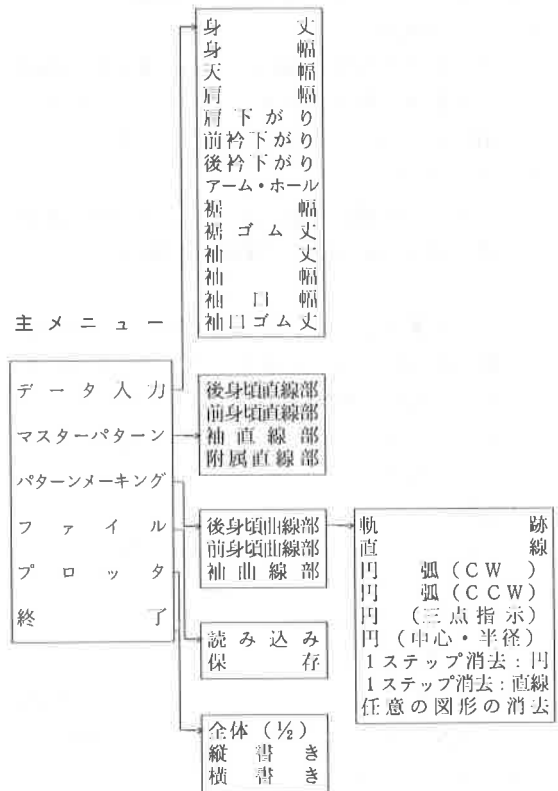 身丈
身幅
天幅
肩幅
肩下がり
前衿下がり
後衿下がり
アーム・ホール
裾幅
裾ゴム丈
袖丈
袖幅
袖口幅
袖口ゴム丈
主メニュー
データ入力
マスターパターン
パターンメーキング
ファイル
プロッタ
終了
後身頃直線部
前身頃直線部
袖直線部
附属直線部
後身頃曲線部
前身頃曲線部
袖曲線部
軌跡
直線
円弧(CW)
円弧(CCW)
円(三点指示)
円(中心・半径)
1ステップ消去:円
1ステップ消去:直線
任意の図形の消去
読み込み
保存
全体(1/2)
縦書き
横書き